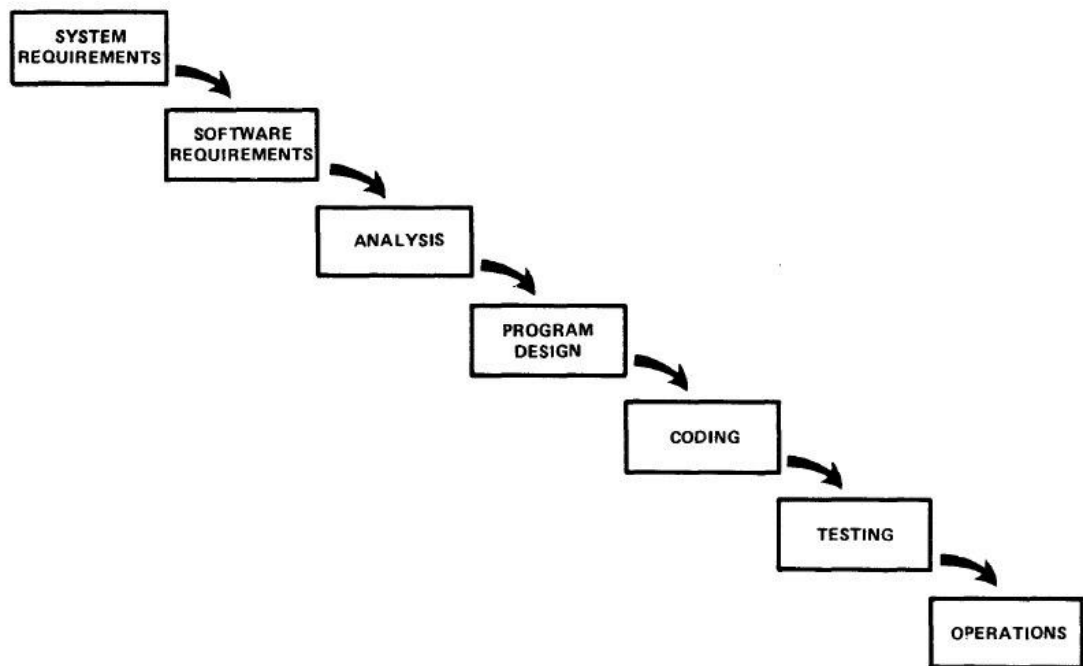 SYSTEM
REQUIREMENTS
SOFTWARE
REQUIREMENTS
ANALYSIS
PROGRAM
DESIGN
CODING
TESTING
OPERATIONS